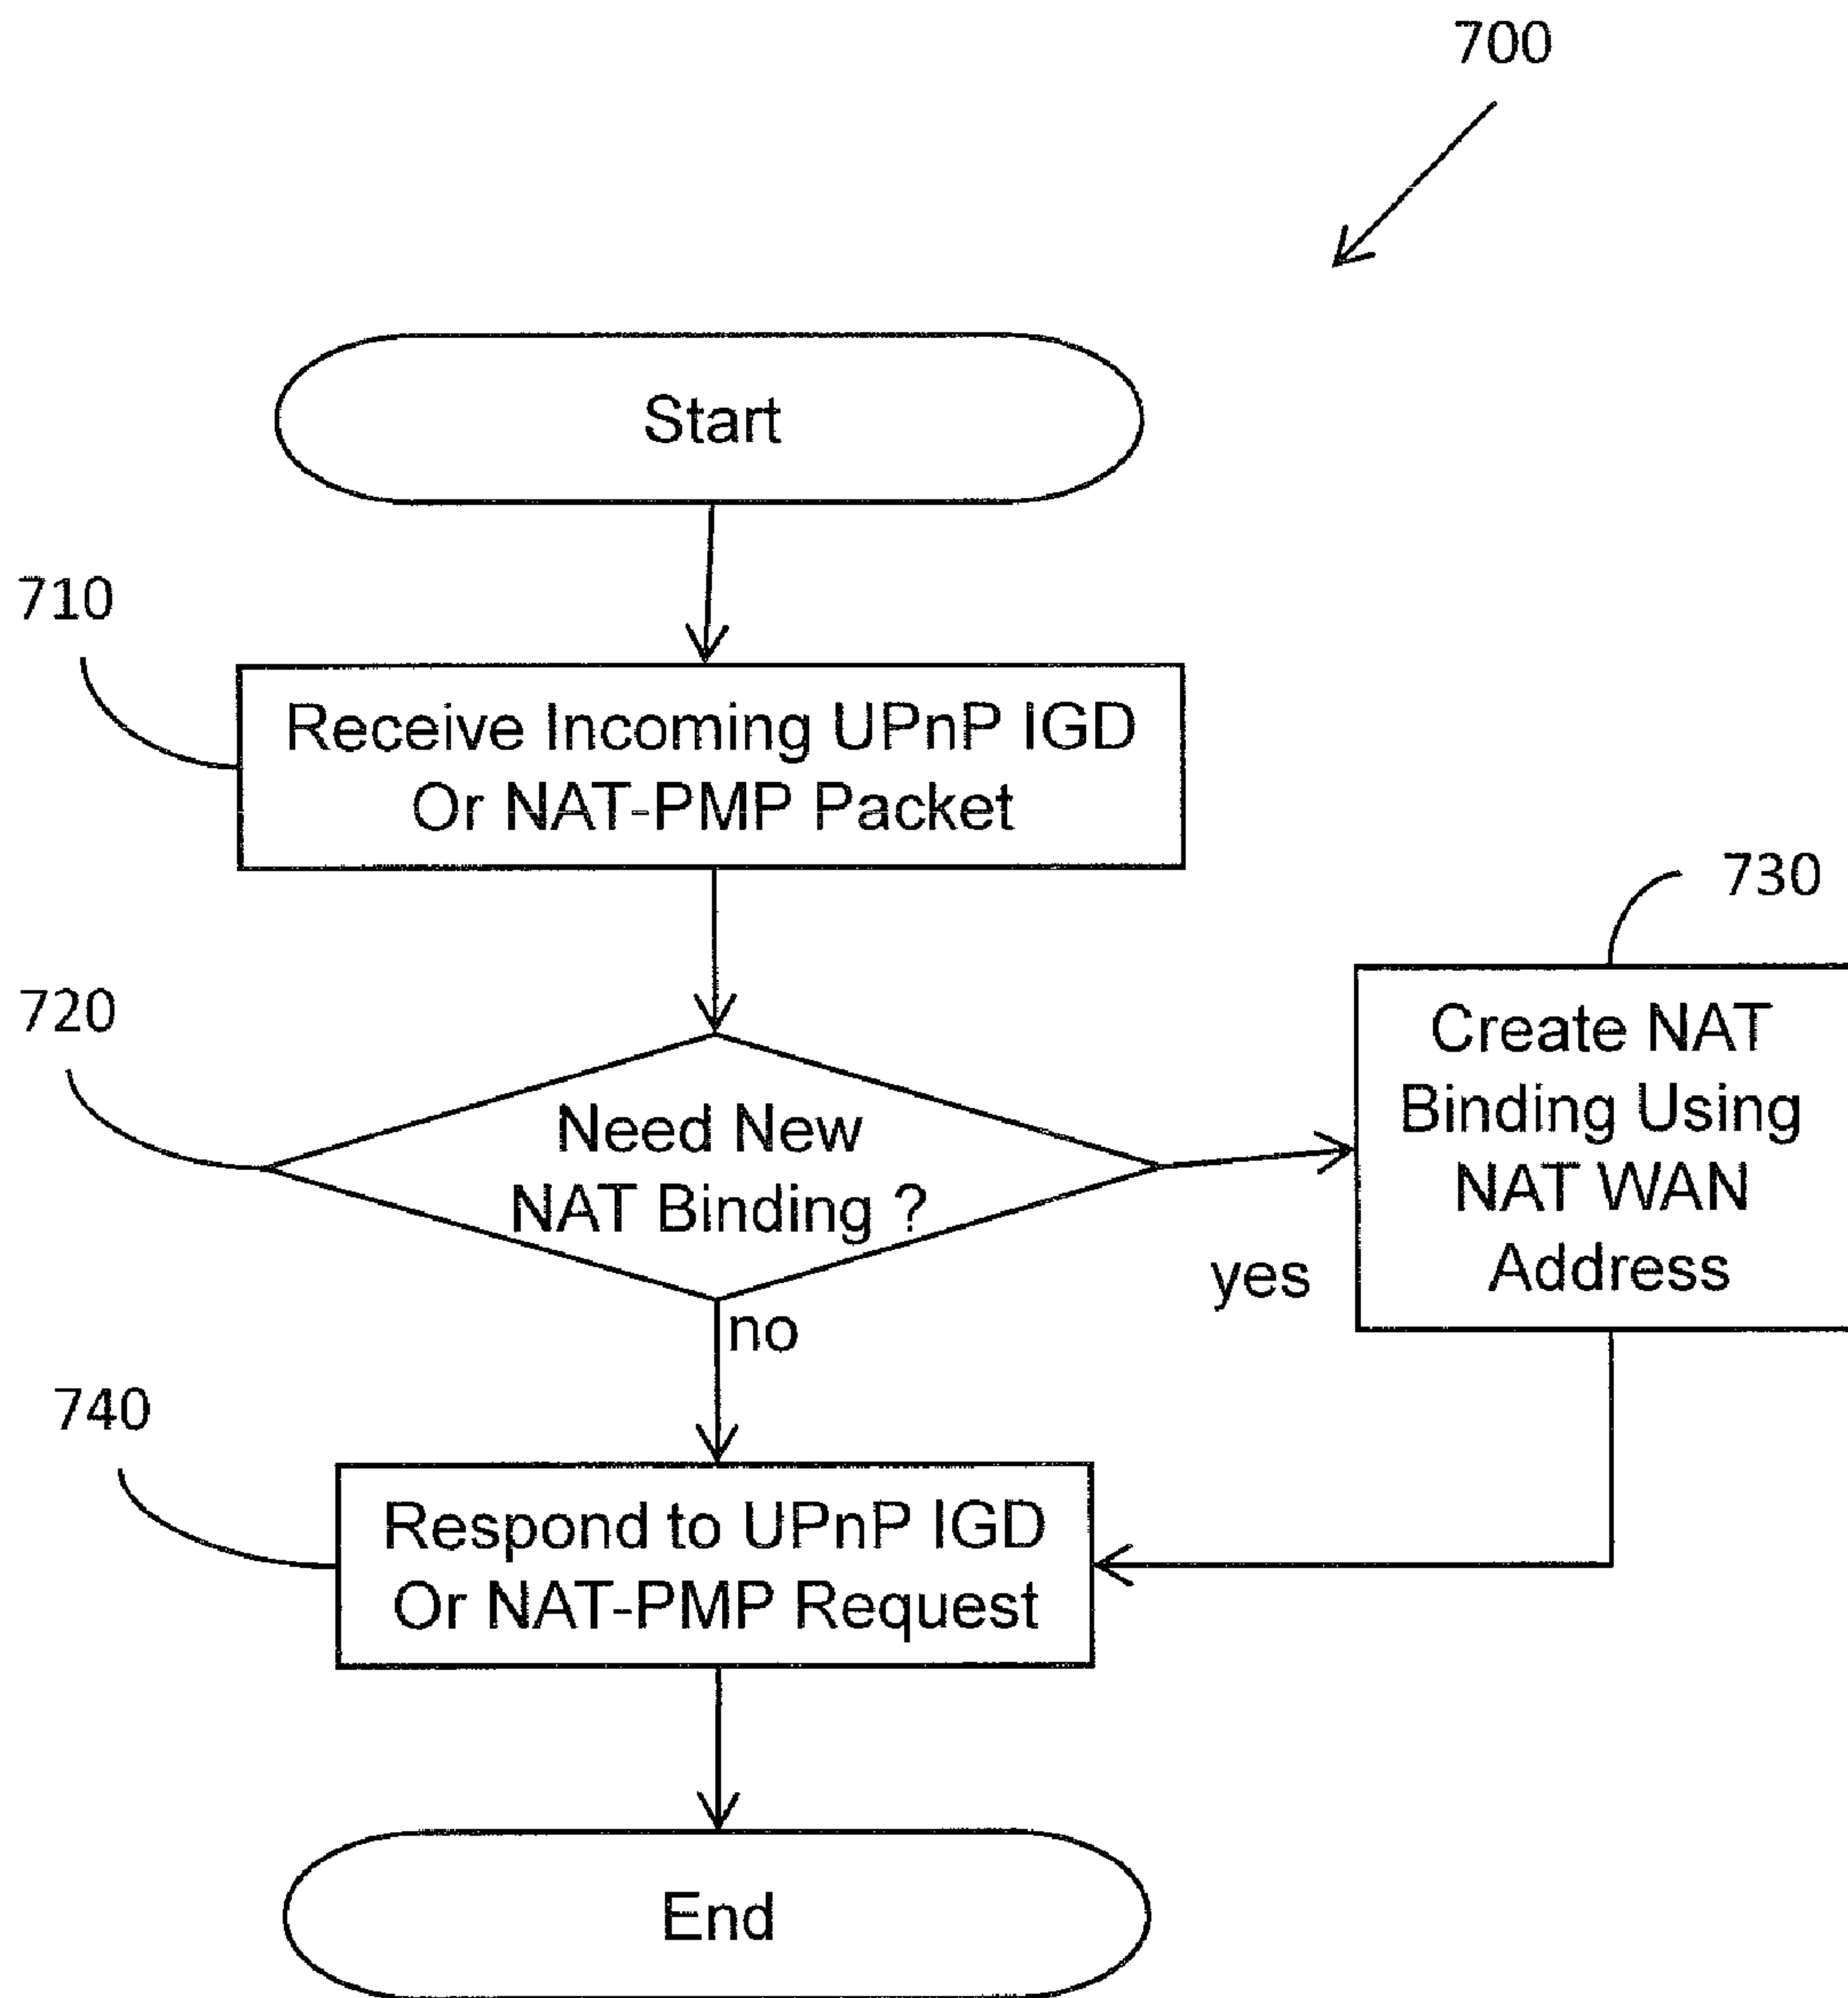 700
Start
710
Receive Incoming UPnP IGD
Or NAT-PMP Packet
720
Need New
NAT Binding ?
yes
730
Create NAT
Binding Using
NAT WAN
Address
no
740
Respond to UPnP IGD
Or NAT-PMP Request
End